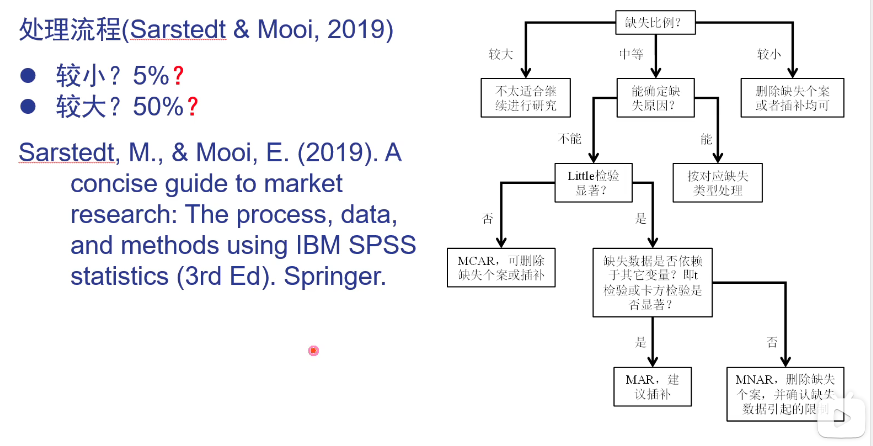 处理流程(Sarstedt & Mooi, 2019)
● 较小？5%?
● 较大？50%?
Sarstedt, M., & Mooi, E. (2019). A
concise guide to market
research: The process, data,
and methods using IBM SPSS
statistics (3rd Ed). Springer.
缺失比例？
较大
中等
较小
不太适合继
续进行研究
能确定缺
失原因？
删除缺失个案
或者插补均可
不能
能
Little检验
显著？
按对应缺失
类型处理
否
是
MCAR，可删除
缺失个案或插补
缺失数据是否依赖
于其它变量？即t
检验或卡方检验是
否显著？
是
否
MAR，建
议插补
MNAR，删除缺失
个案，并确认缺失
数据引起的限制